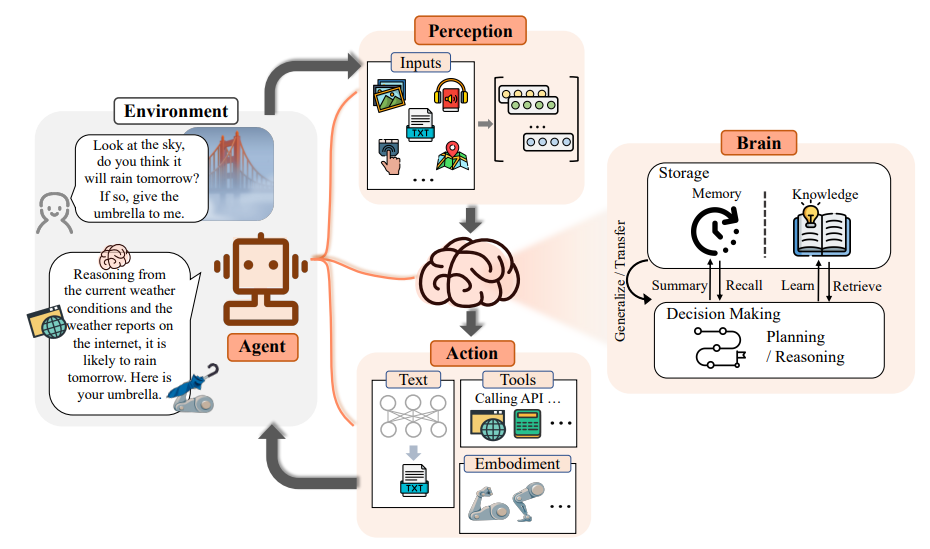 Perception
Inputs
TXT
...
...
Environment
Look at the sky,
do you think it
will rain tomorrow?
If so, give the
umbrella to me.
Reasoning from
the current weather
conditions and the
weather reports on
the internet, it is
likely to rain
tomorrow. Here is
your umbrella.
Agent
Action
Text
TXT
Tools
Calling API ...
...
Embodiment
...
Brain
Storage
Memory
Knowledge
Generalize / Transfer
Summary
Recall
Learn
Retrieve
Decision Making
Planning
/ Reasoning